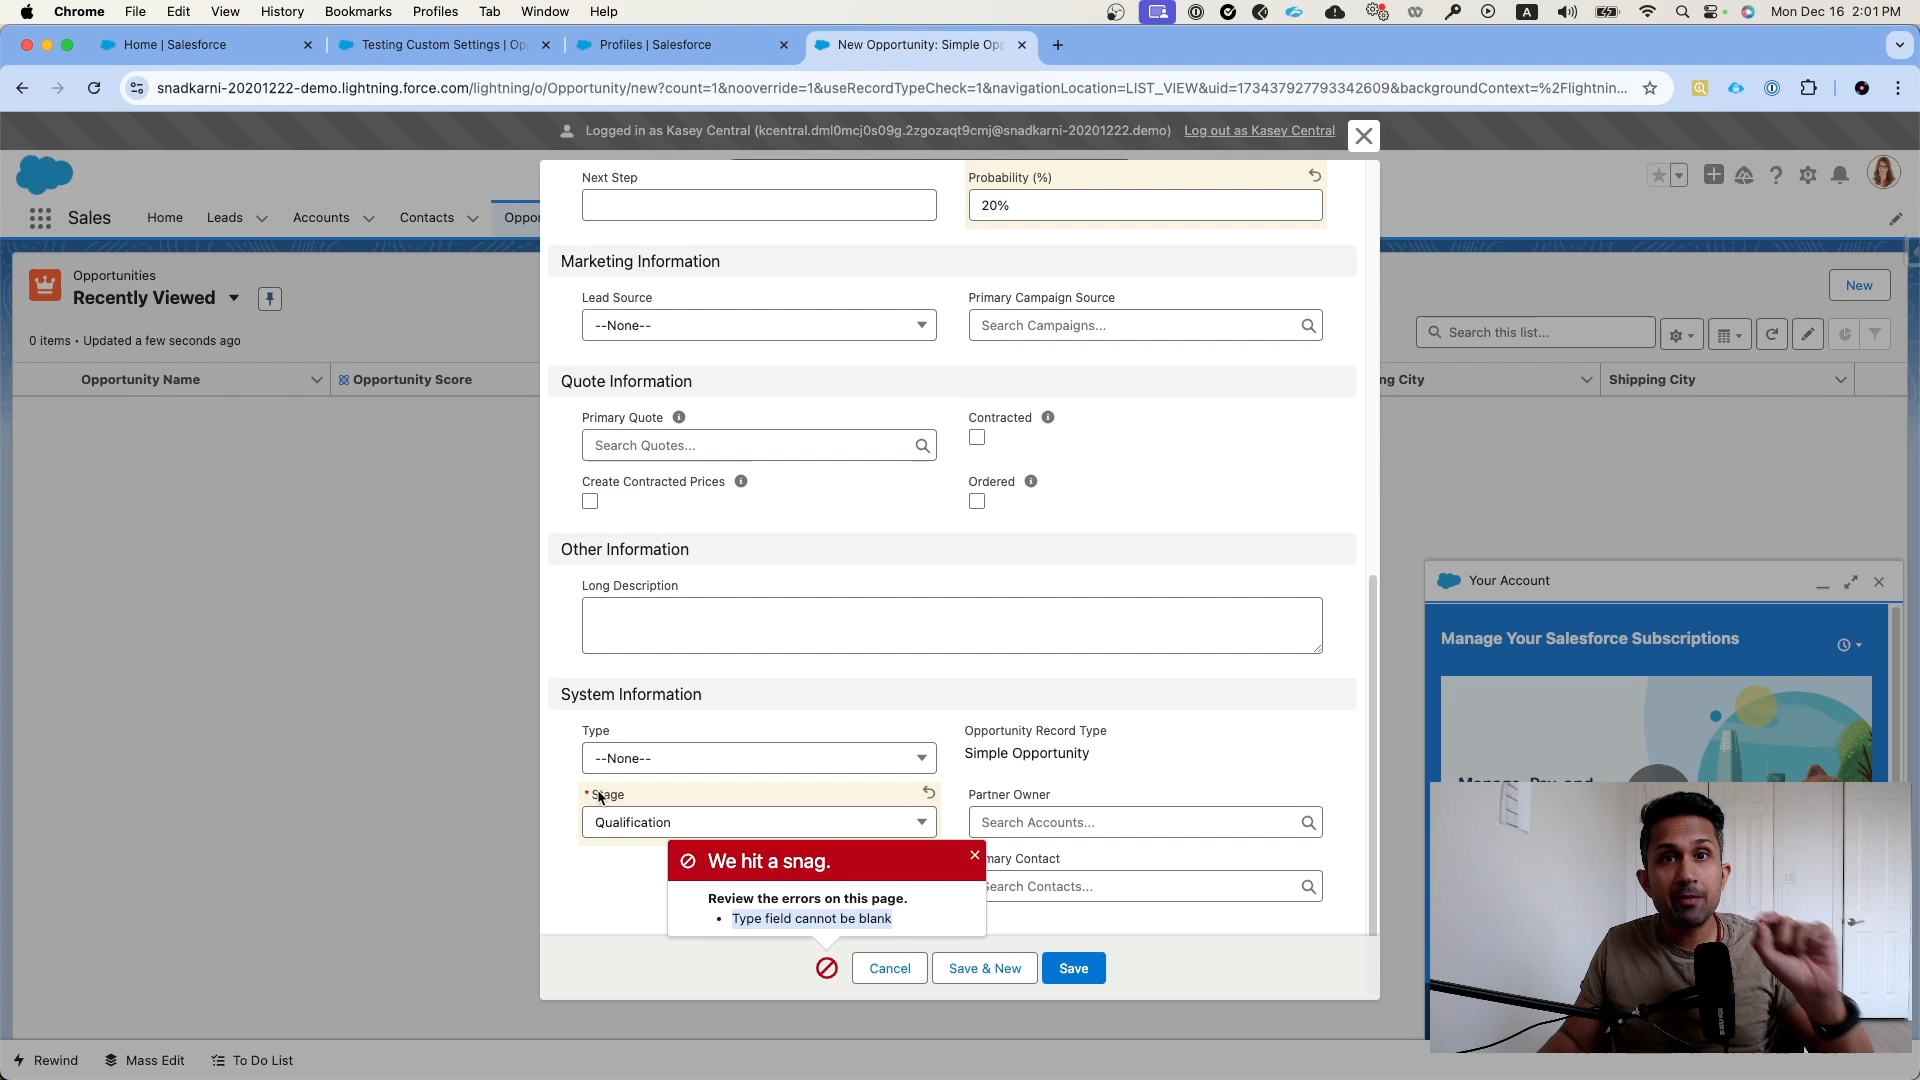 Chrome File Edit View History Bookmarks Profiles Tab Window Help
A
Mon Dec 16 2:01 PM
Home | Salesforce
Testing Custom Settings | Op
Profiles | Salesforce
New Opportunity: Simple Opp
snadkarni-20201222-demo.lightning.force.com/lightning/o/Opportunity/new?count=1&nooverride=1&useRecordTypeCheck=1&navigationLocation=LIST_VIEW&uid=173437927793342609&backgroundContext=%2Flightnin...
Logged in as Kasey Central (kcentral.dml0mcj0s09g.2zgozaqt9cmj@snadkarni-20201222.demo) Log out as Kasey Central
Sales Home Leads Accounts Contacts Oppor
Opportunities
Recently Viewed
New
0 items • Updated a few seconds ago
Search this list...
Opportunity Name
Opportunity Score
ng City
Shipping City
Next Step
Probability (%)
20%
Marketing Information
Lead Source
Primary Campaign Source
--None--
Search Campaigns...
Quote Information
Primary Quote
Contracted
Search Quotes...
Create Contracted Prices
Ordered
Other Information
Long Description
System Information
Type
Opportunity Record Type
--None--
Simple Opportunity
* Stage
Partner Owner
Qualification
Search Accounts...
We hit a snag.
mary Contact
Search Contacts...
Review the errors on this page.
• Type field cannot be blank
Cancel
Save & New
Save
Your Account
Manage Your Salesforce Subscriptions
Manage, Pay, and
Rewind
Mass Edit
To Do List